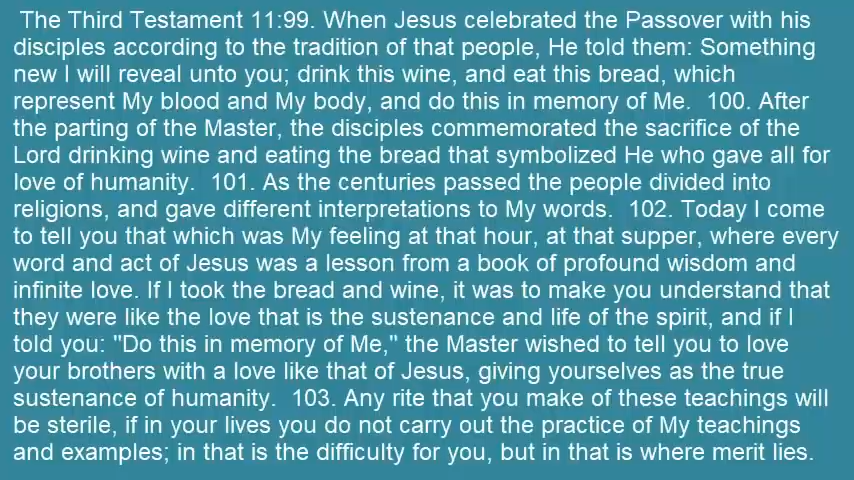 The Third Testament 11:99. When Jesus celebrated the Passover with his
disciples according to the tradition of that people, He told them: Something
new I will reveal unto you; drink this wine, and eat this bread, which
represent My blood and My body, and do this in memory of Me.  100. After
the parting of the Master, the disciples commemorated the sacrifice of the
Lord drinking wine and eating the bread that symbolized He who gave all for
love of humanity.  101. As the centuries passed the people divided into
religions, and gave different interpretations to My words.  102. Today I come
to tell you that which was My feeling at that hour, at that supper, where every
word and act of Jesus was a lesson from a book of profound wisdom and
infinite love. If I took the bread and wine, it was to make you understand that
they were like the love that is the sustenance and life of the spirit, and if I
told you: "Do this in memory of Me," the Master wished to tell you to love
your brothers with a love like that of Jesus, giving yourselves as the true
sustenance of humanity.  103. Any rite that you make of these teachings will
be sterile, if in your lives you do not carry out the practice of My teachings
and examples; in that is the difficulty for you, but in that is where merit lies.